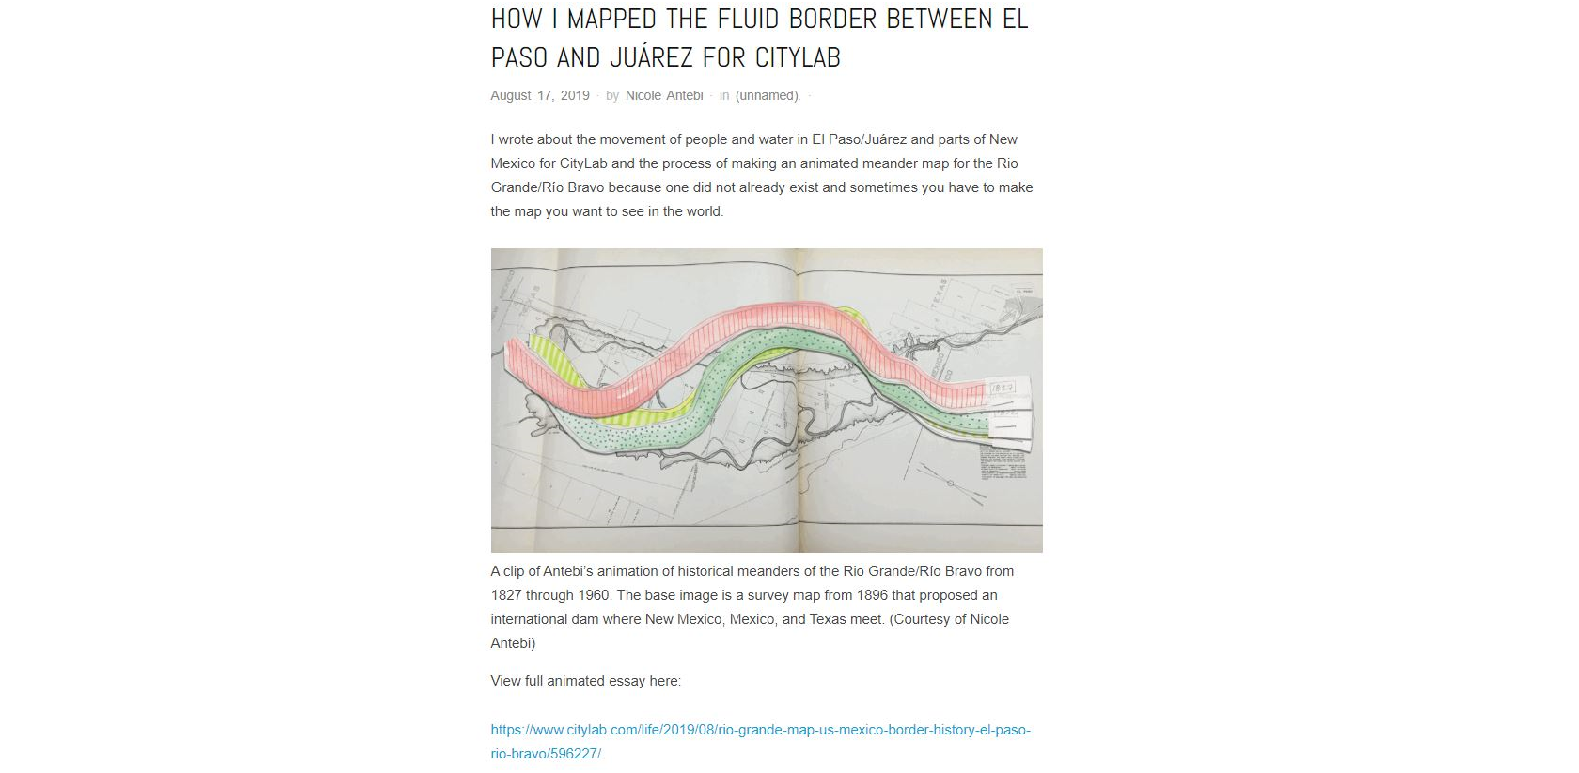 HOW I MAPPED THE FLUID BORDER BETWEEN EL
PASO AND JUÁREZ FOR CITYLAB
August 17, 2019 · by Nicole Antebi · in (unnamed). ·
I wrote about the movement of people and water in El Paso/Juárez and parts of New
Mexico for CityLab and the process of making an animated meander map for the Rio
Grande/Río Bravo because one did not already exist and sometimes you have to make
the map you want to see in the world.
TEXAS
TEXAS
A clip of Antebi's animation of historical meanders of the Rio Grande/Río Bravo from
1827 through 1960. The base image is a survey map from 1896 that proposed an
international dam where New Mexico, Mexico, and Texas meet. (Courtesy of Nicole
Antebi)
View full animated essay here:
https://www.citylab.com/life/2019/08/rio-grande-map-us-mexico-border-history-el-paso-
rio-bravo/596227/